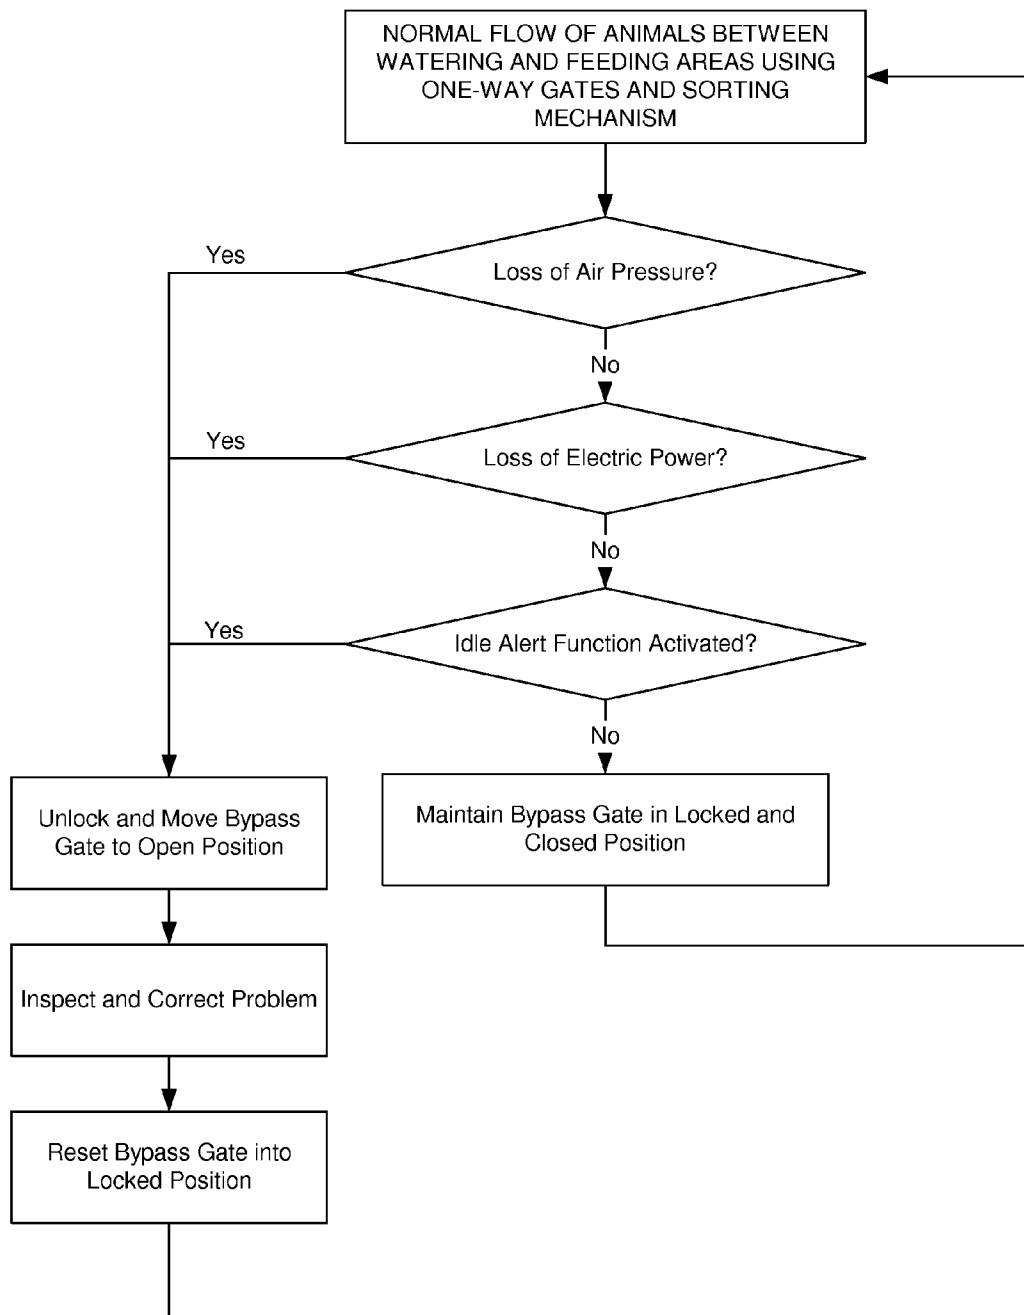 NORMAL FLOW OF ANIMALS BETWEEN
WATERING AND FEEDING AREAS USING
ONE-WAY GATES AND SORTING
MECHANISM
Yes
Loss of Air Pressure?
No
Yes
Loss of Electric Power?
No
Yes
Idle Alert Function Activated?
No
Unlock and Move Bypass
Gate to Open Position
Maintain Bypass Gate in Locked and
Closed Position
Inspect and Correct Problem
Reset Bypass Gate into
Locked Position